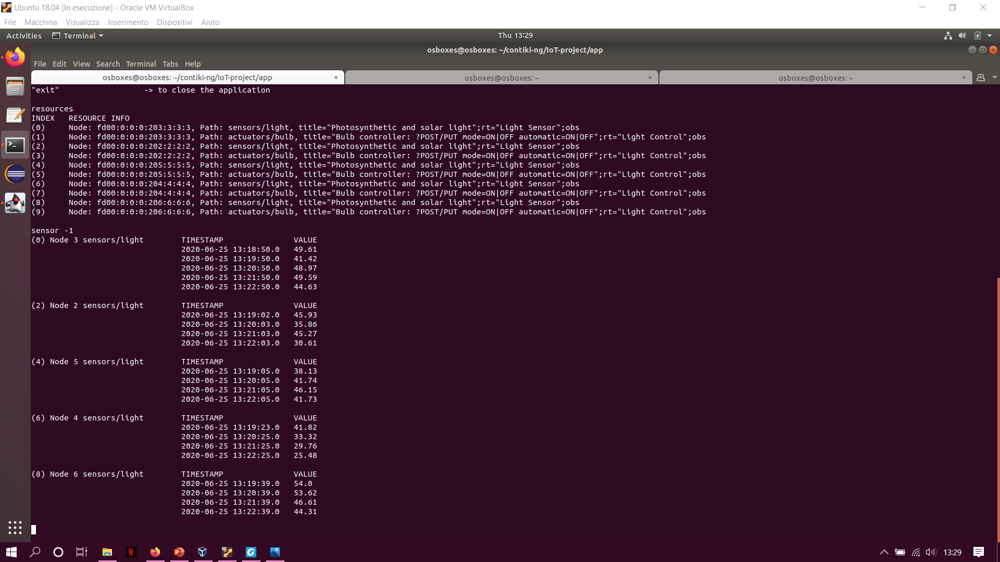 Ubuntu 18.04 [In esecuzione] - Oracle VM VirtualBox
File Macchina Visualizza Inserimento Dispositivi Aiuto
Activities Terminal Thu 13:29
osboxes@osboxes: ~/contiki-ng/IoT-project/app
File Edit View Search Terminal Tabs Help
osboxes@osboxes: ~/contiki-ng/IoT-project/app × osboxes@osboxes: ~ × osboxes@osboxes: ~ ×
"exit" -> to close the application
resources
INDEX RESOURCE INFO
(0) Node: fd00:0:0:0:203:3:3:3, Path: sensors/light, title="Photosynthetic and solar light";rt="Light Sensor";obs
(1) Node: fd00:0:0:0:203:3:3:3, Path: actuators/bulb, title="Bulb controller: ?POST/PUT mode=ON|OFF automatic=ON|OFF";rt="Light Control";obs
(2) Node: fd00:0:0:0:202:2:2:2, Path: sensors/light, title="Photosynthetic and solar light";rt="Light Sensor";obs
(3) Node: fd00:0:0:0:202:2:2:2, Path: actuators/bulb, title="Bulb controller: ?POST/PUT mode=ON|OFF automatic=ON|OFF";rt="Light Control";obs
(4) Node: fd00:0:0:0:205:5:5:5, Path: sensors/light, title="Photosynthetic and solar light";rt="Light Sensor";obs
(5) Node: fd00:0:0:0:205:5:5:5, Path: actuators/bulb, title="Bulb controller: ?POST/PUT mode=ON|OFF automatic=ON|OFF";rt="Light Control";obs
(6) Node: fd00:0:0:0:204:4:4:4, Path: sensors/light, title="Photosynthetic and solar light";rt="Light Sensor";obs
(7) Node: fd00:0:0:0:204:4:4:4, Path: actuators/bulb, title="Bulb controller: ?POST/PUT mode=ON|OFF automatic=ON|OFF";rt="Light Control";obs
(8) Node: fd00:0:0:0:206:6:6:6, Path: sensors/light, title="Photosynthetic and solar light";rt="Light Sensor";obs
(9) Node: fd00:0:0:0:206:6:6:6, Path: actuators/bulb, title="Bulb controller: ?POST/PUT mode=ON|OFF automatic=ON|OFF";rt="Light Control";obs
sensor -1
(0) Node 3 sensors/light TIMESTAMP VALUE
2020-06-25 13:18:50.0 49.61
2020-06-25 13:19:50.0 41.42
2020-06-25 13:20:50.0 48.97
2020-06-25 13:21:50.0 49.59
2020-06-25 13:22:50.0 44.63
(2) Node 2 sensors/light TIMESTAMP VALUE
2020-06-25 13:19:02.0 45.93
2020-06-25 13:20:03.0 35.86
2020-06-25 13:21:03.0 45.27
2020-06-25 13:22:03.0 30.61
(4) Node 5 sensors/light TIMESTAMP VALUE
2020-06-25 13:19:05.0 38.13
2020-06-25 13:20:05.0 41.74
2020-06-25 13:21:05.0 46.15
2020-06-25 13:22:05.0 41.73
(6) Node 4 sensors/light TIMESTAMP VALUE
2020-06-25 13:19:23.0 41.82
2020-06-25 13:20:25.0 33.32
2020-06-25 13:21:25.0 29.76
2020-06-25 13:22:25.0 25.48
(8) Node 6 sensors/light TIMESTAMP VALUE
2020-06-25 13:19:39.0 54.0
2020-06-25 13:20:39.0 53.62
2020-06-25 13:21:39.0 46.61
2020-06-25 13:22:39.0 44.31
13:29